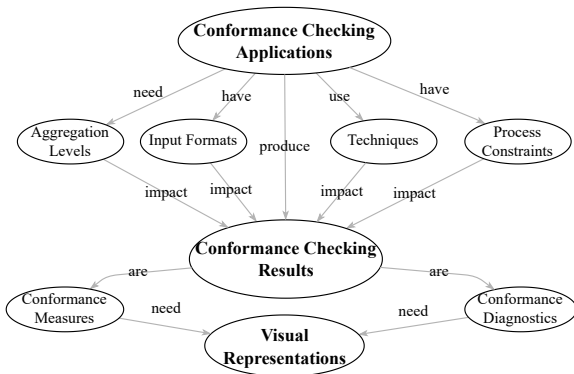 Conformance Checking
Applications
need
have
use
have
Aggregation
Levels
Input Formats
produce
Techniques
Process
Constraints
impact
impact
impact
impact
Conformance Checking
Results
are
are
Conformance
Measures
need
Visual
Representations
need
Conformance
Diagnostics